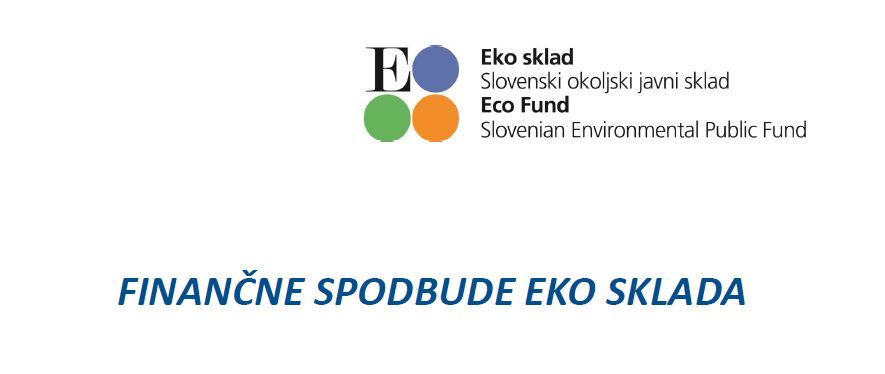 E
Eko sklad
Slovenski okoljski javni sklad
Eco Fund
Slovenian Environmental Public Fund
FINANČNE SPODBUDE EKO SKLADA